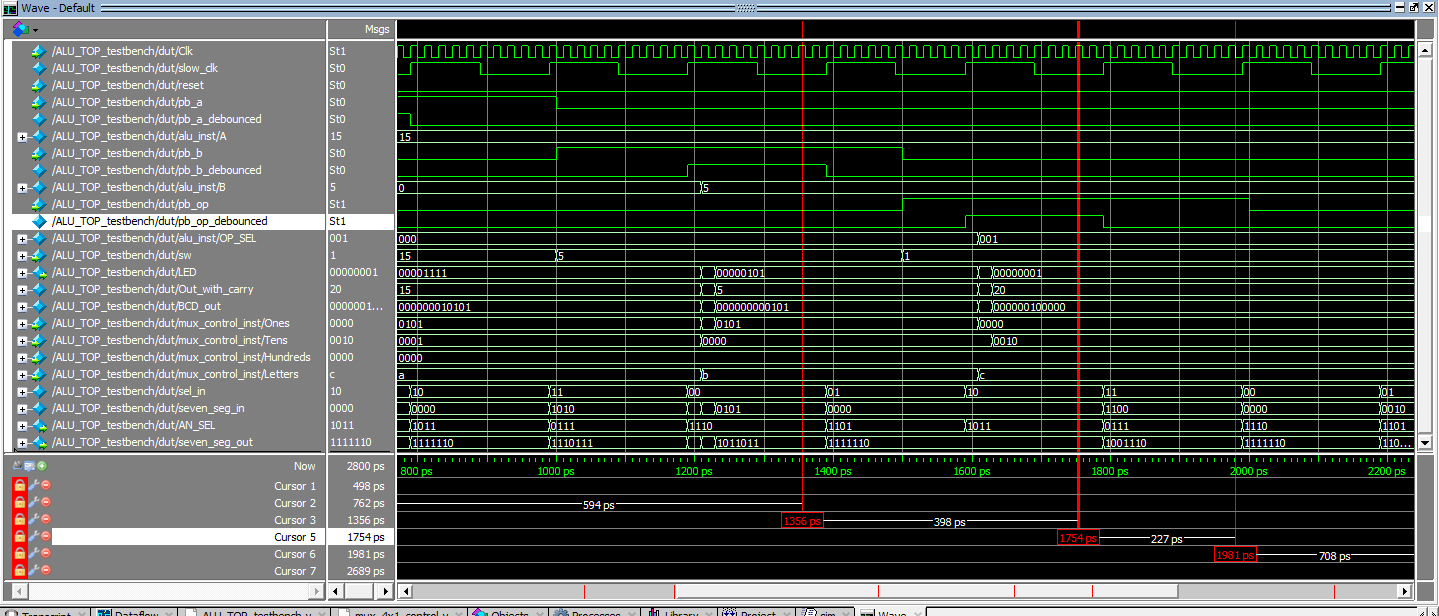 Wave - Default
Msgs
/ALU_TOP_testbench/dut/Clk St1
/ALU_TOP_testbench/dut/slow_clk St0
/ALU_TOP_testbench/dut/reset St0
/ALU_TOP_testbench/dut/pb_a St0
/ALU_TOP_testbench/dut/pb_a_debounced St0
/ALU_TOP_testbench/dut/alu_inst/A 15 15
/ALU_TOP_testbench/dut/pb_b St0
/ALU_TOP_testbench/dut/pb_b_debounced St0
/ALU_TOP_testbench/dut/alu_inst/B 5 0 5
/ALU_TOP_testbench/dut/pb_op St1
/ALU_TOP_testbench/dut/pb_op_debounced St1
/ALU_TOP_testbench/dut/alu_inst/OP_SEL 001 000 001
/ALU_TOP_testbench/dut/sw 1 15 5 1
/ALU_TOP_testbench/dut/LED 00000001 00001111 00000101 00000001
/ALU_TOP_testbench/dut/Out_with_carry 20 15 5 20
/ALU_TOP_testbench/dut/BCD_out 0000001... 000000010101 000000000101 000000100000
/ALU_TOP_testbench/dut/mux_control_inst/Ones 0000 0101 0101 0000
/ALU_TOP_testbench/dut/mux_control_inst/Tens 0010 0001 0000 0010
/ALU_TOP_testbench/dut/mux_control_inst/Hundreds 0000 0000
/ALU_TOP_testbench/dut/mux_control_inst/Letters c a b c
/ALU_TOP_testbench/dut/sel_in 10 10 11 00 01 10 11 00 01
/ALU_TOP_testbench/dut/seven_seg_in 0000 0000 1010 0101 0000 1100 0000 0010
/ALU_TOP_testbench/dut/AN_SEL 1011 1011 0111 1110 1101 1011 0111 1110 1101
/ALU_TOP_testbench/dut/seven_seg_out 1111110 1111110 1110111 1011011 1111110 1001110 1111110 110...
Now 2800 ps 800 ps 1000 ps 1200 ps 1400 ps 1600 ps 1800 ps 2000 ps 2200 ps
Cursor 1 498 ps
Cursor 2 762 ps 594 ps
Cursor 3 1356 ps 1356 ps 398 ps
Cursor 5 1754 ps 1754 ps 227 ps
Cursor 6 1981 ps 1981 ps 708 ps
Cursor 7 2689 ps
Transcript Dataflow ALU_TOP_testbench.v mux_4x1_control.v Objects Processes Library Project sim Wave